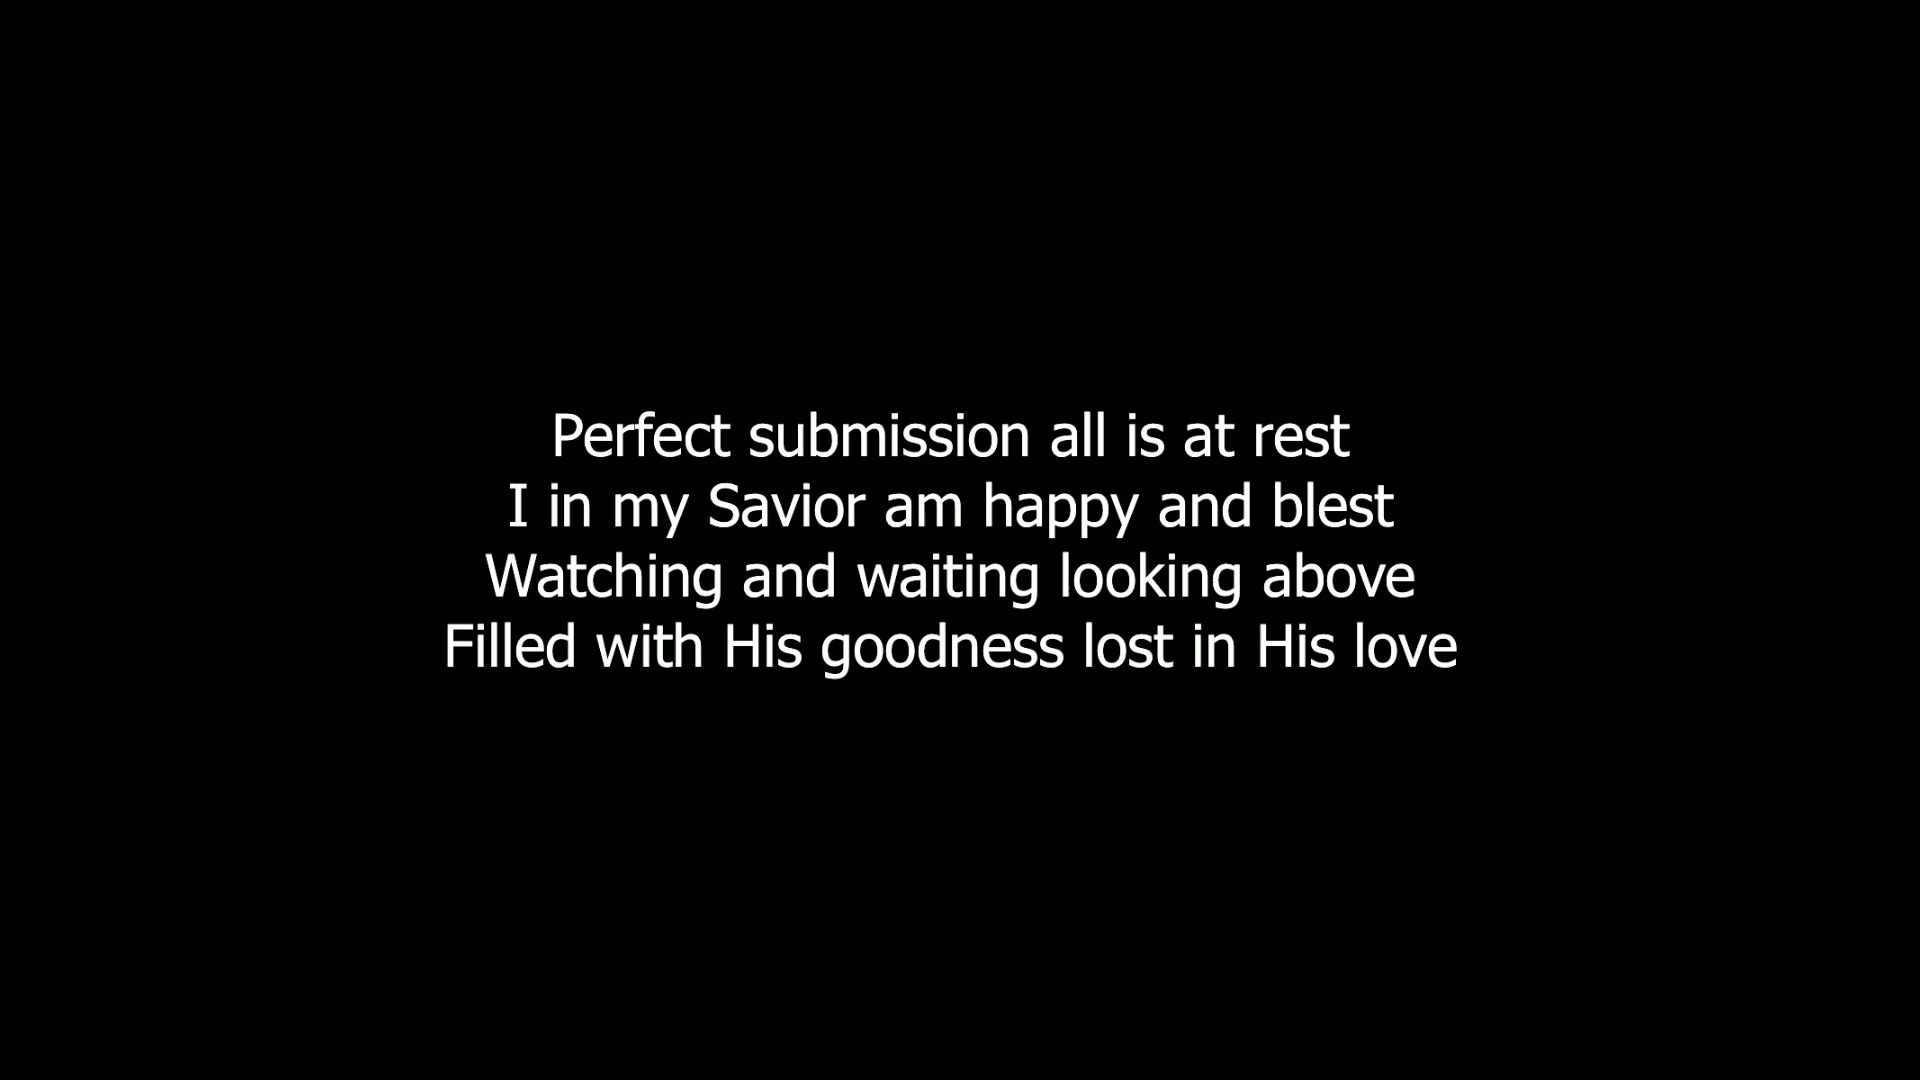 Perfect submission all is at rest
I in my Savior am happy and blest
Watching and waiting looking above
Filled with His goodness lost in His love